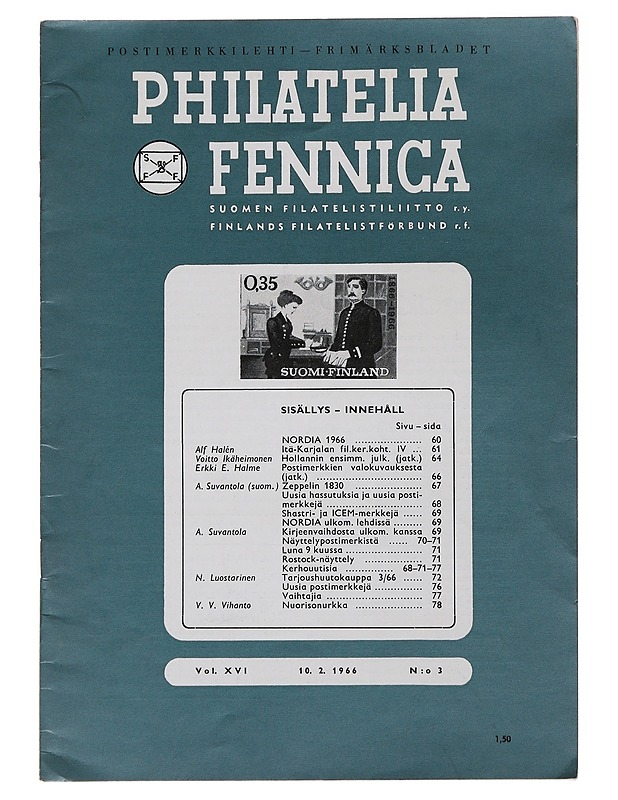 POSTIMERKKILEHTI — FRIMÄRKSBLADET
PHILATELIA
S F
F F
FENNICA
SUOMEN FILATELISTILIITTO r.y.
FINLANDS FILATELISTFÖRBUND r.f.
0,35
1866-1966
SUOMI·FINLAND
SISÄLLYS – INNEHÅLL
Sivu – sida
NORDIA 1966 .................... 60
Alf Halén Itä-Karjalan fil.ker.koht. IV ... 61
Voitto Ikäheimonen Hollannin ensimm. julk. (jatk.) 64
Erkki E. Halme Postimerkkien valokuvauksesta
(jatk.) ................................ 66
A. Suvantola (suom.) Zeppelin 1830 .................... 67
Uusia hassutuksia ja uusia posti-
merkkejä ............................ 68
Shastri- ja ICEM-merkkejä ...... 69
NORDIA ulkom. lehdissä ......... 69
A. Suvantola Kirjeenvaihdosta ulkom. kanssa 69
Näyttelypostimerkistä ...... 70–71
Luna 9 kuussa ..................... 71
Rostock-näyttely .................. 71
Kerhouutisia .............. 68–71–77
N. Luostarinen Tarjoushuutokauppa 3/66 ...... 72
Uusia postimerkkejä .............. 76
Vaihtajia ............................ 77
V. V. Vihanto Nuorisonurkka ..................... 78
Vol. XVI 10. 2. 1966 N:o 3
1,50